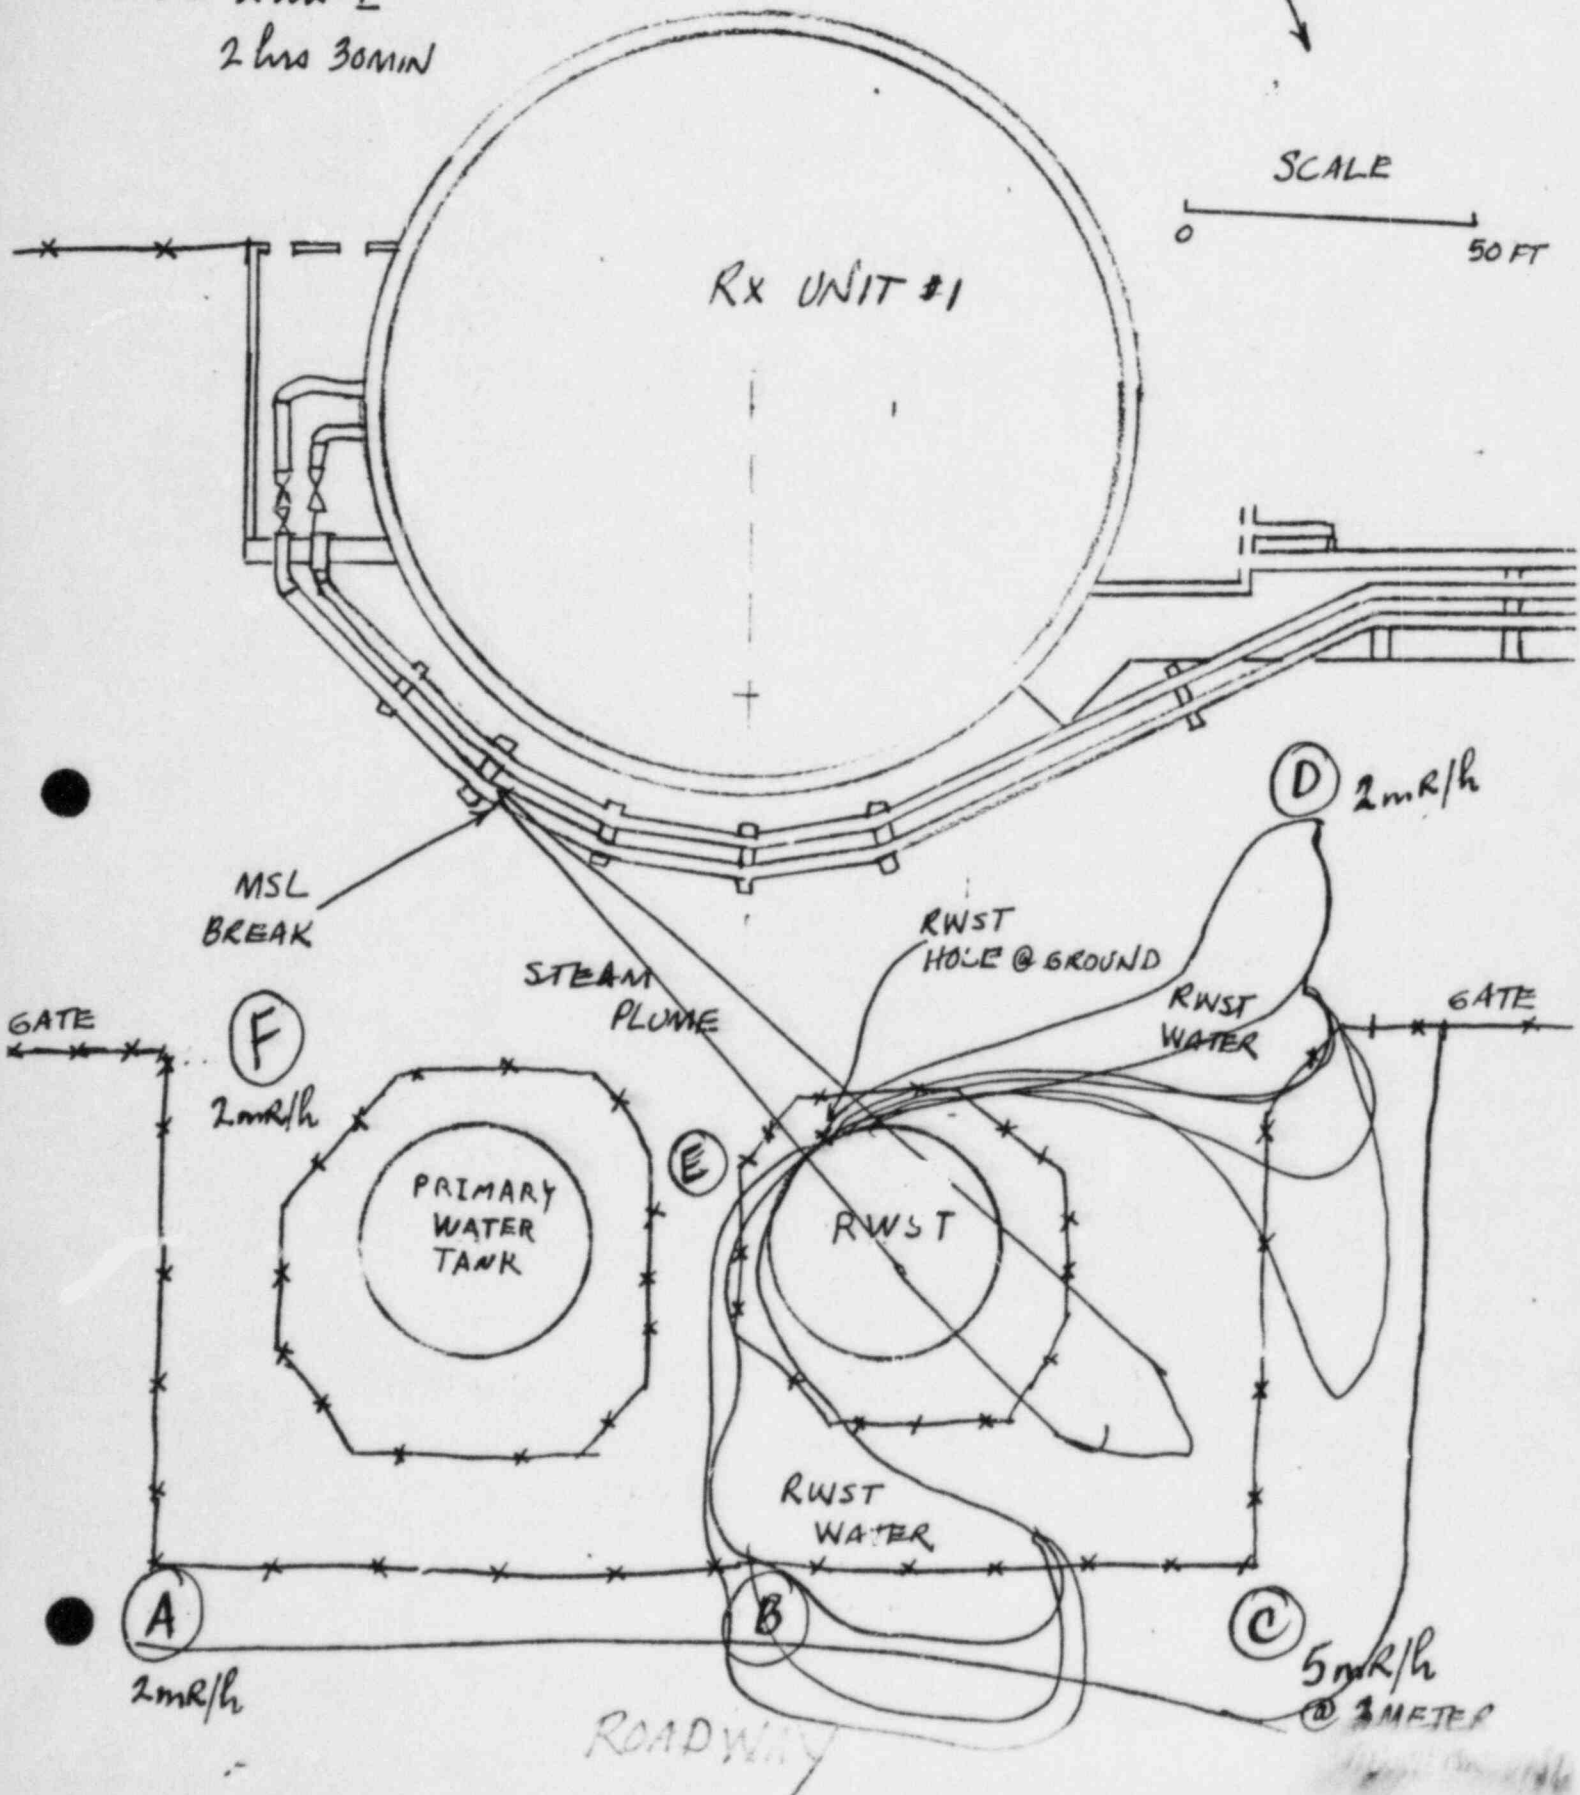 2 hrs 30MIN
SCALE
0
50 FT
RX UNIT #1
D 2mR/h
MSL
BREAK
RWST
HOLE @ GROUND
STEAM
PLUME
RWST
WATER
GATE
GATE
F
2mR/h
E
PRIMARY
WATER
TANK
RWST
RWST
WATER
A
B
C
2mR/h
5mR/h
@ METER
ROADWAY